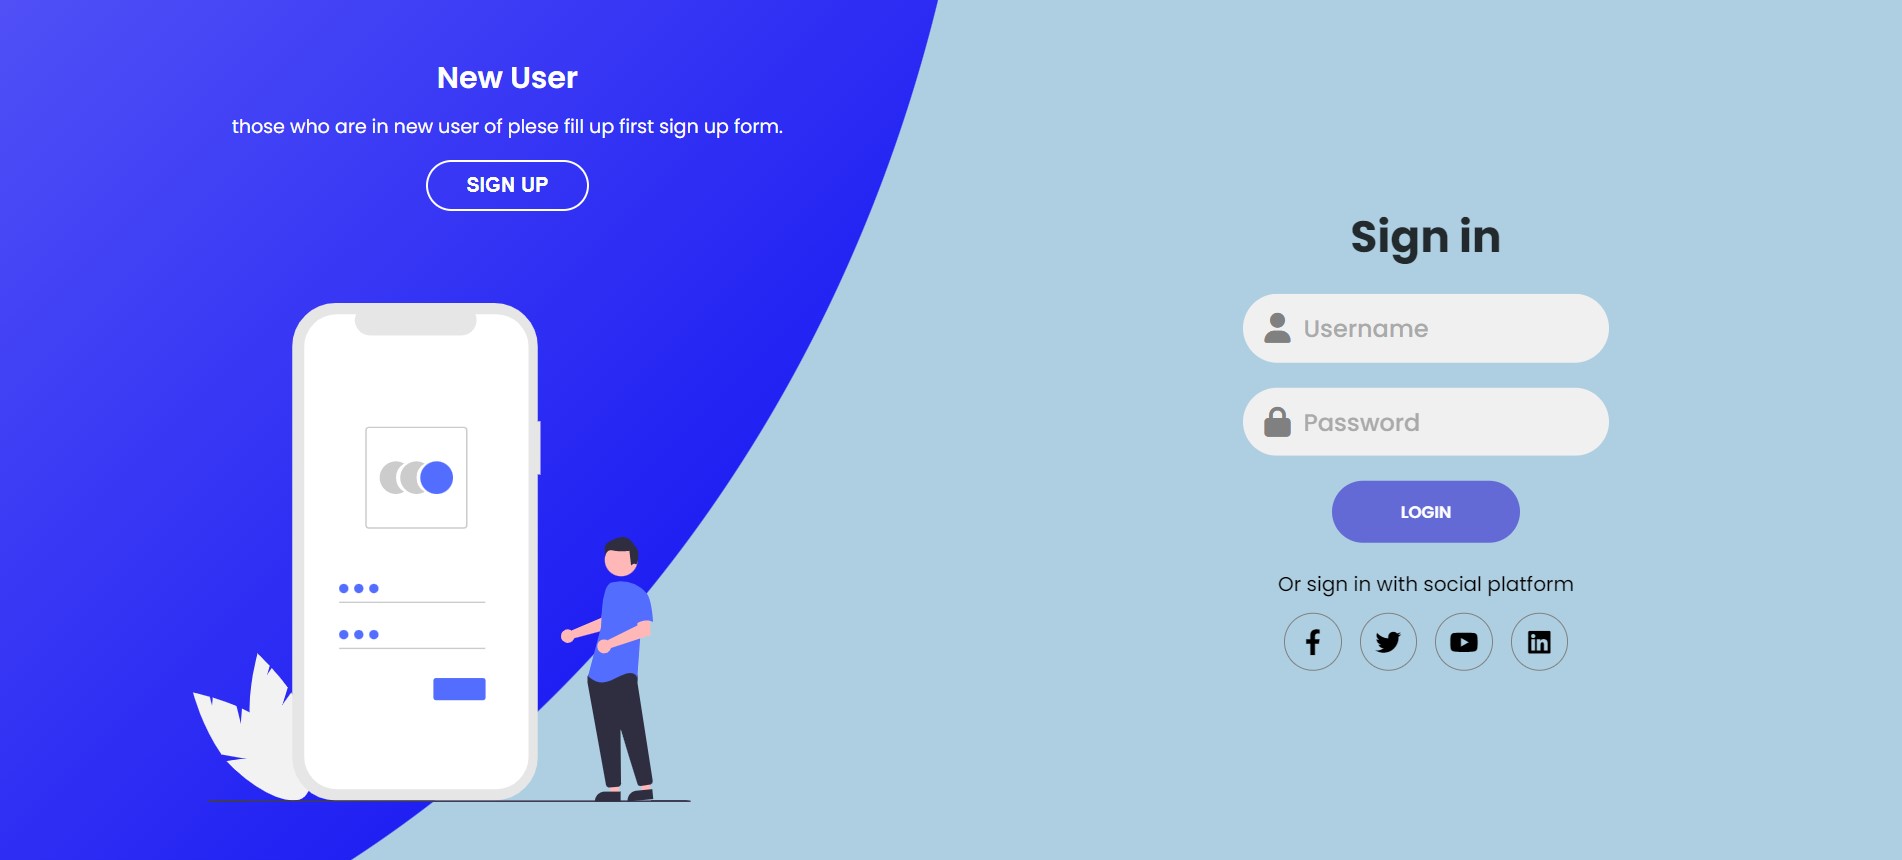 New User
those who are in new user of plese fill up first sign up form.
SIGN UP
Sign in
Username
Password
LOGIN
Or sign in with social platform